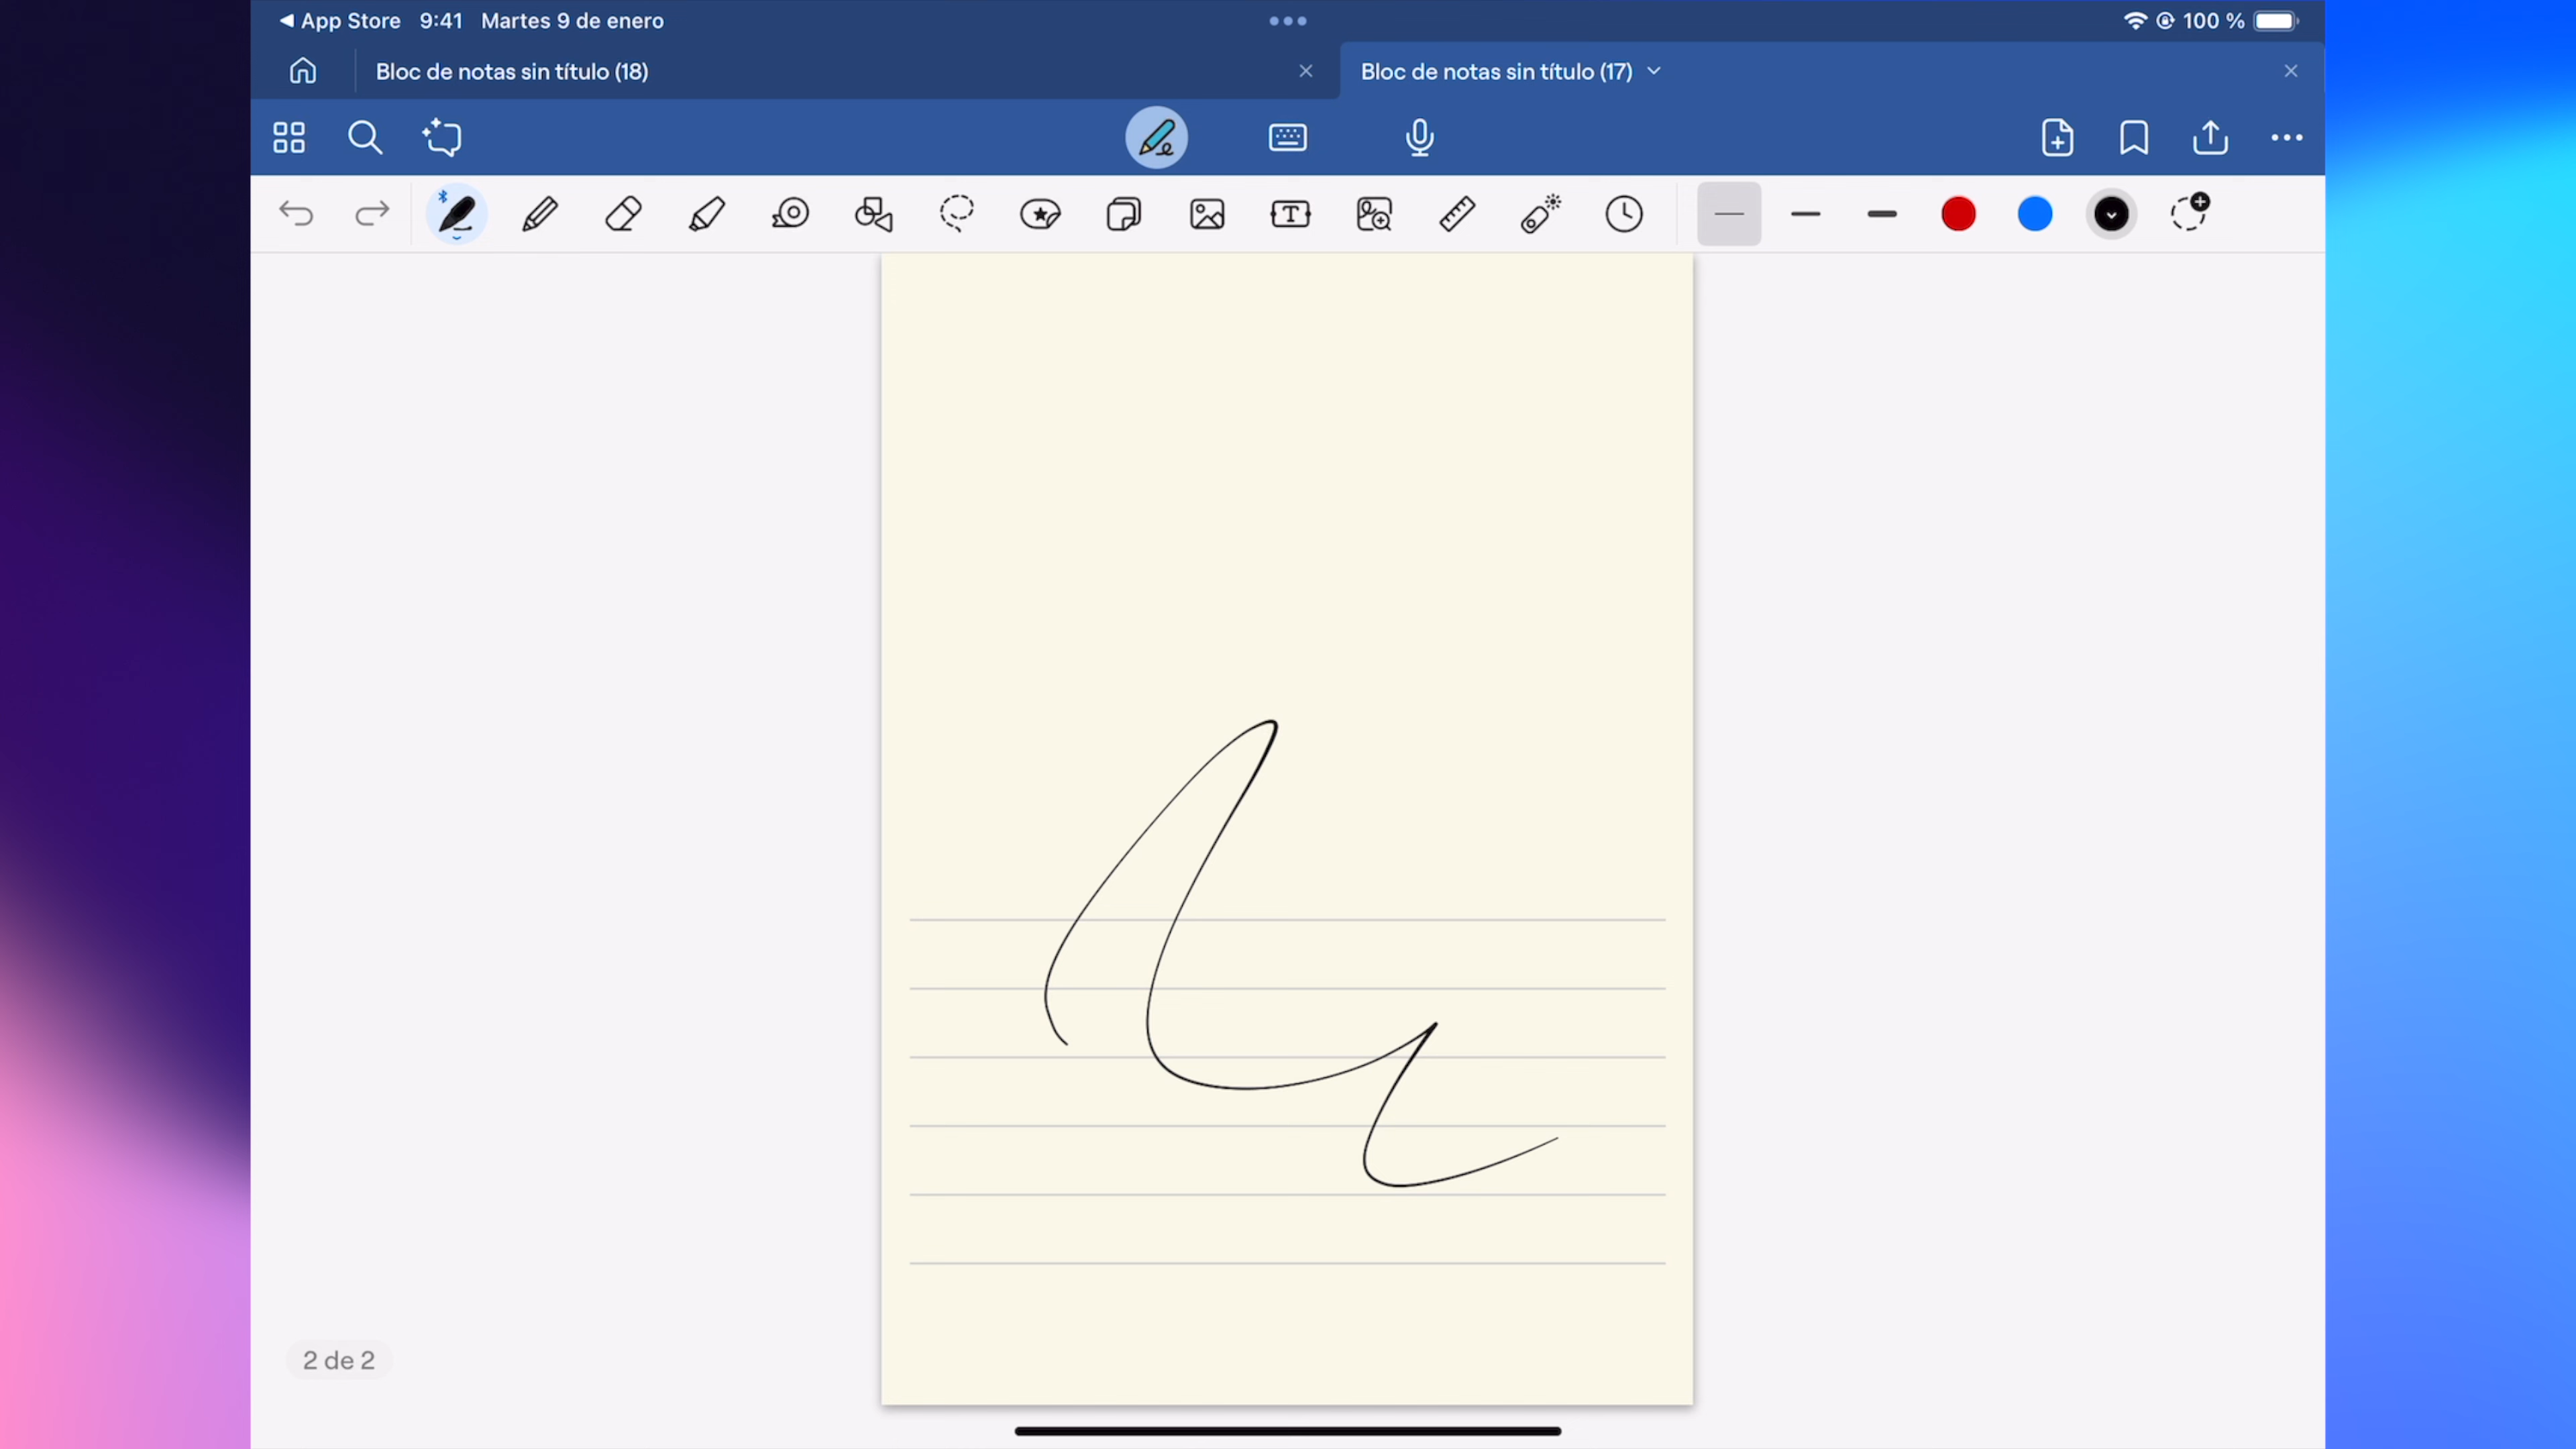 App Store 9:41 Martes 9 de enero 100 %
Bloc de notas sin título (18) Bloc de notas sin título (17)
2 de 2